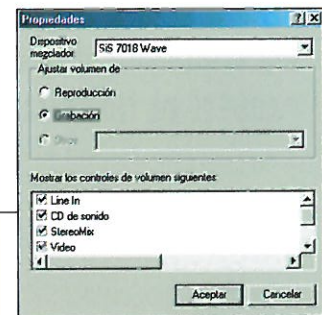 Propiedades
Dispositivo mezclador: SiS 7018 Wave
Ajustar volumen de
Reproducción
Grabación
Otros
Mostrar los controles de volumen siguientes:
Line In
CD de sonido
StereoMix
Video
Aceptar Cancelar